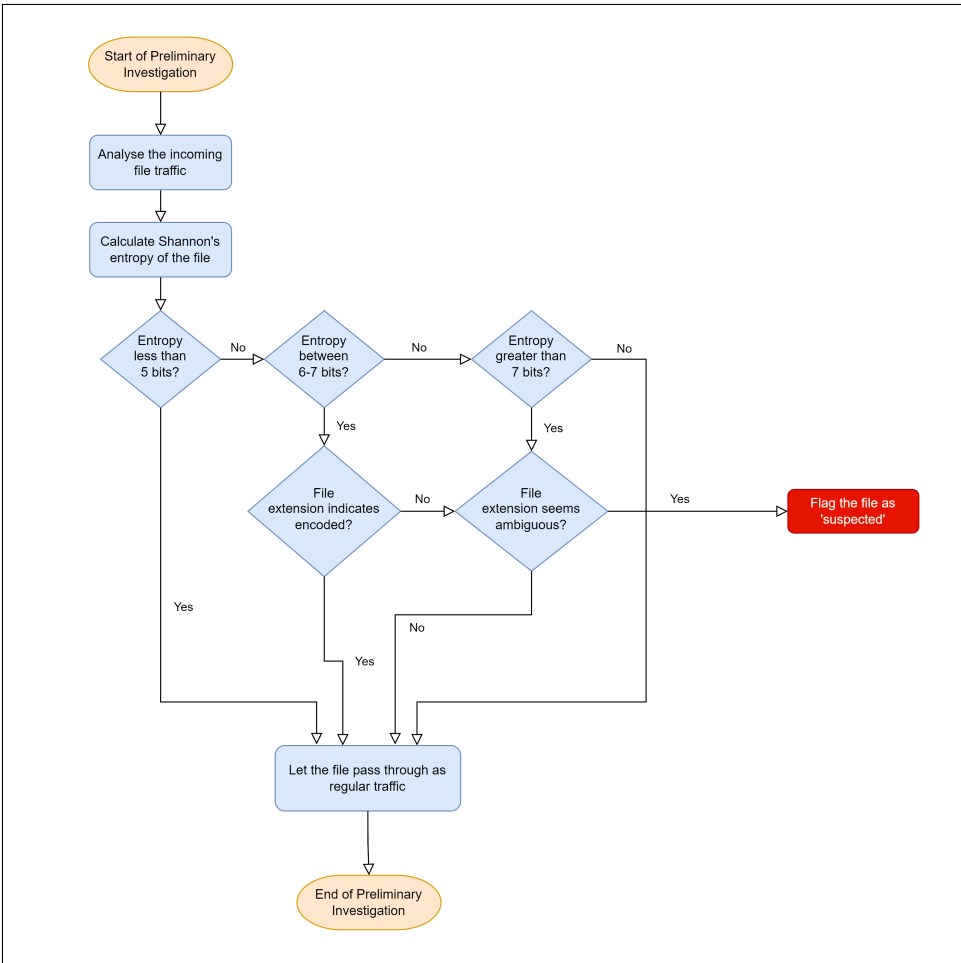 Start of Preliminary
Investigation
Analyse the incoming
file traffic
Calculate Shannon's
entropy of the file
Entropy
less than
5 bits?
No
Entropy
between
6-7 bits?
No
Entropy
greater than
7 bits?
No
Yes
Yes
File
extension indicates
encoded?
No
File
extension seems
ambiguous?
Yes
Flag the file as
'suspected'
Yes
No
Yes
Let the file pass through as
regular traffic
End of Preliminary
Investigation